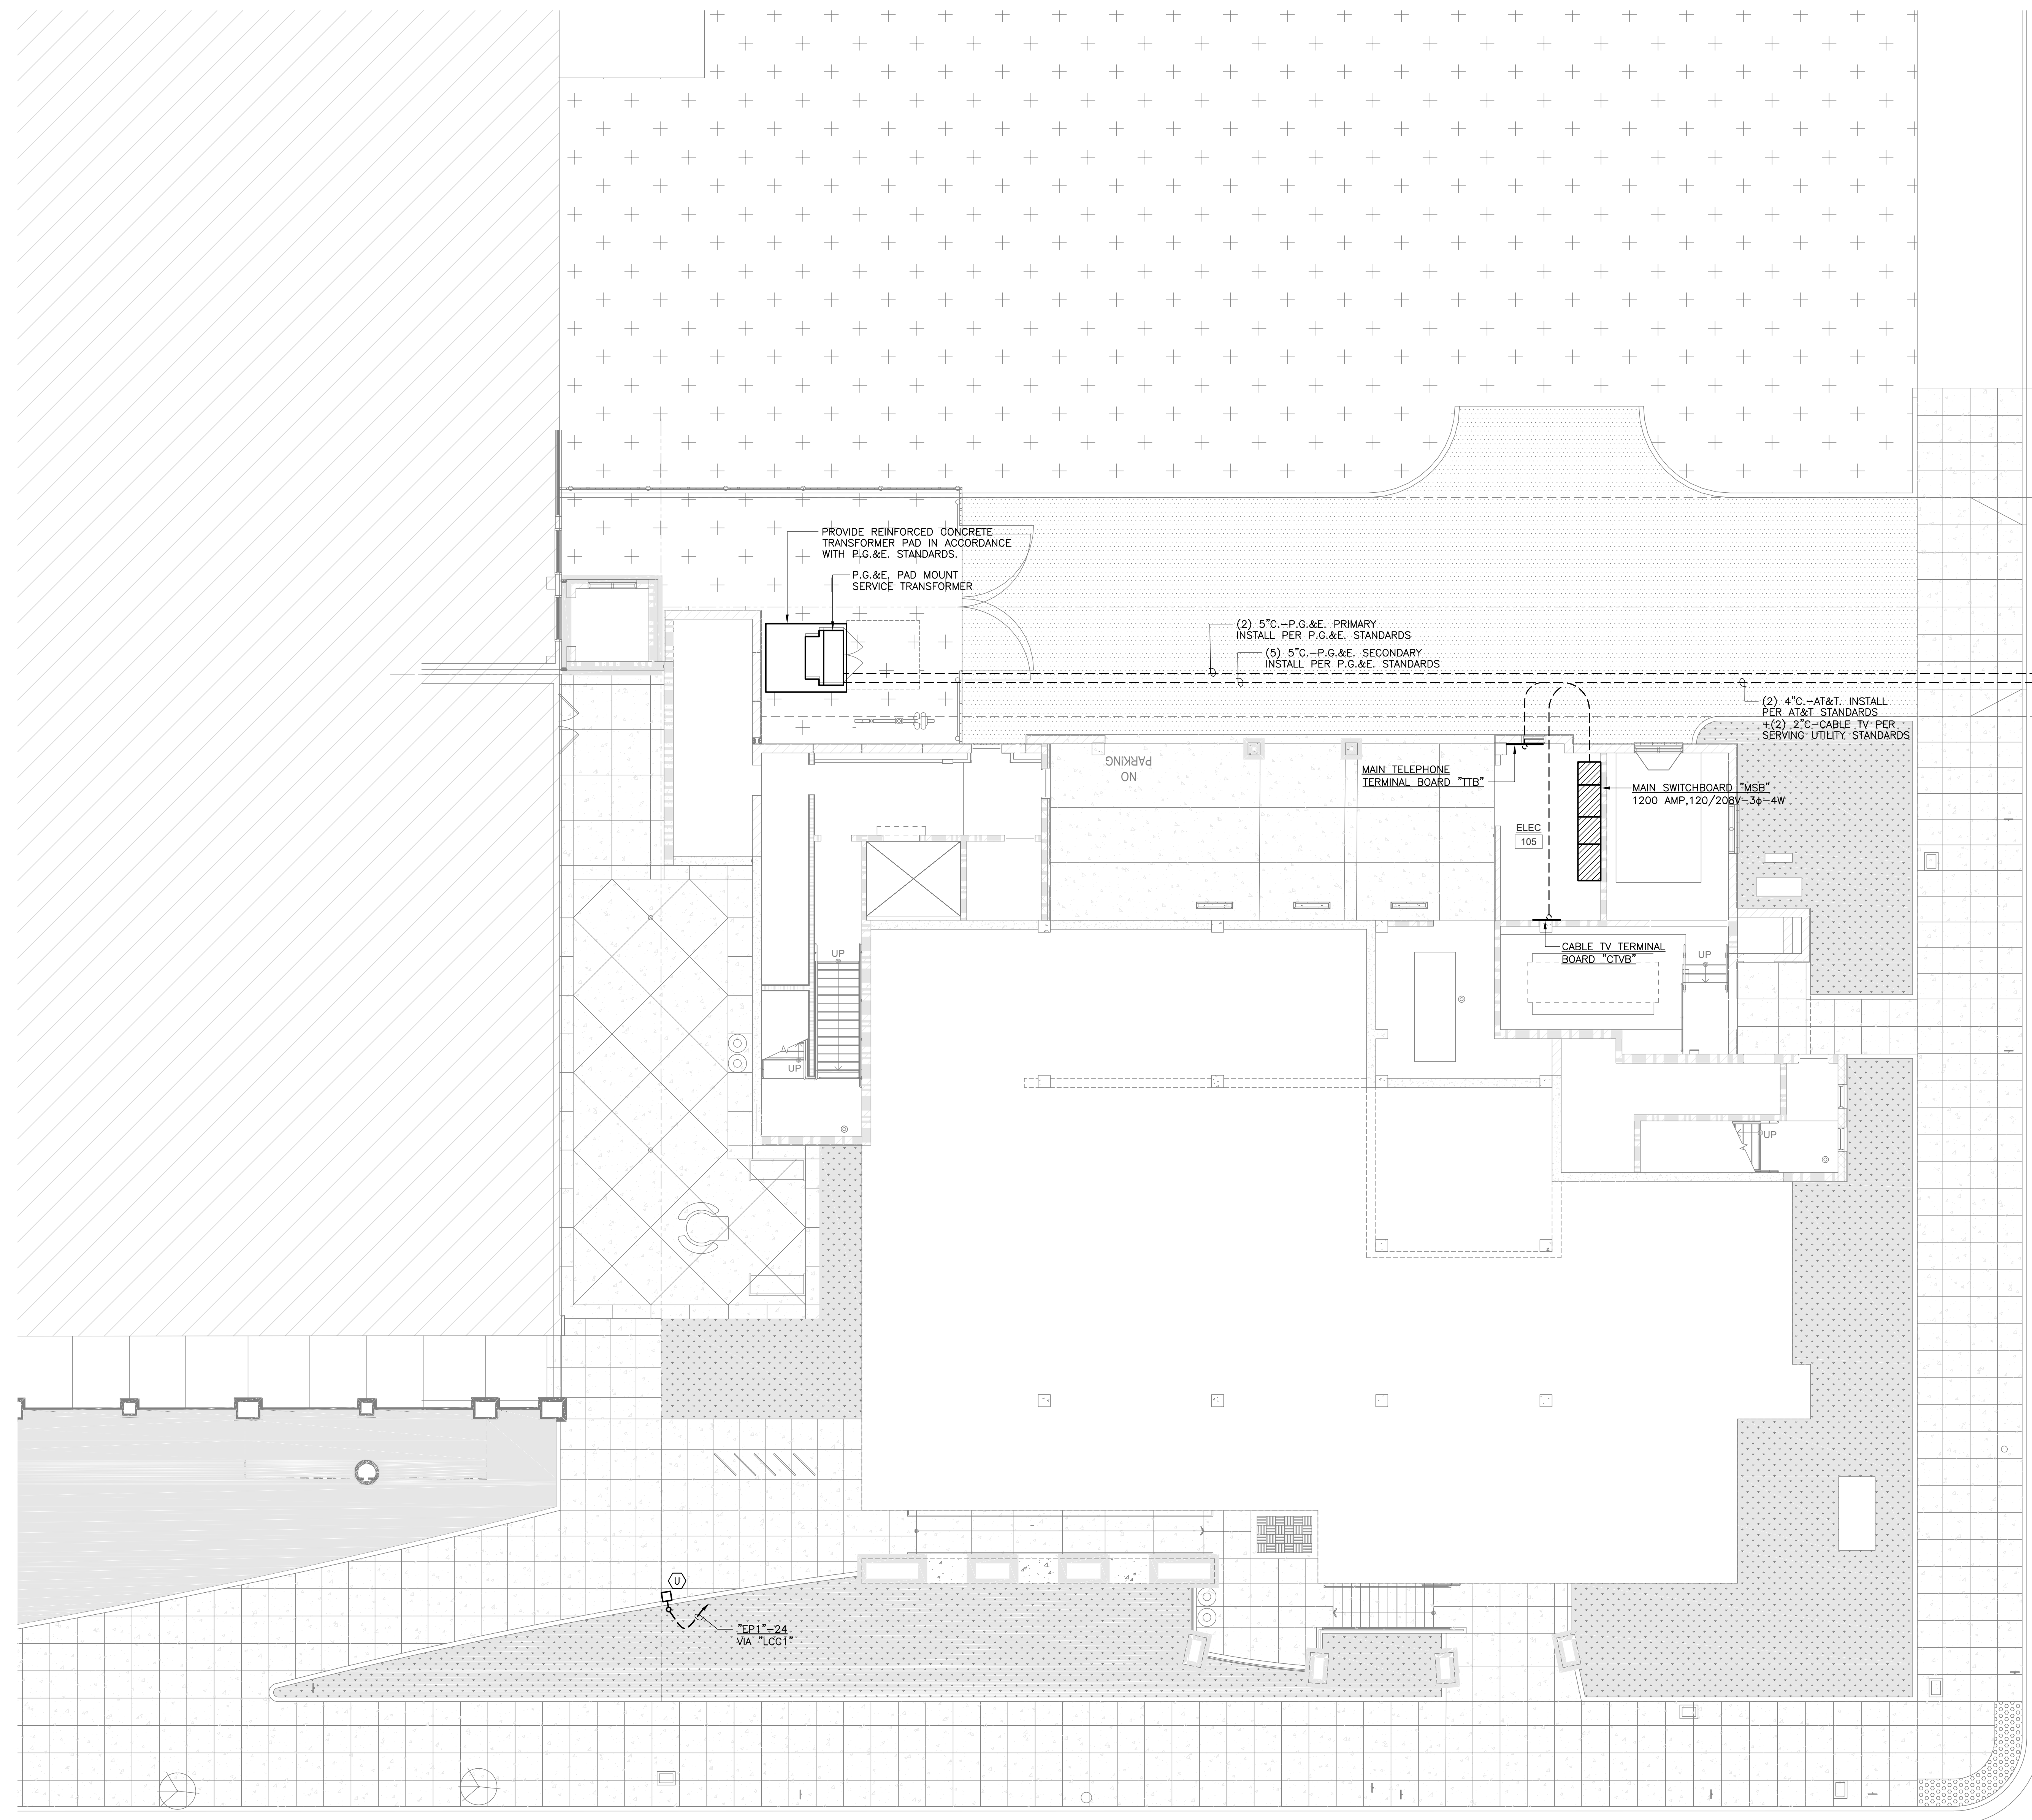 PROVIDE REINFORCED CONCRETE
TRANSFORMER PAD IN ACCORDANCE
WITH P.G.&E. STANDARDS.
P.G.&E. PAD MOUNT
SERVICE TRANSFORMER
(2) 5"C.-P.G.&E. PRIMARY
INSTALL PER P.G.&E. STANDARDS
(5) 5"C.-P.G.&E. SECONDARY
INSTALL PER P.G.&E. STANDARDS
(2) 4"C.-AT&T. INSTALL
PER AT&T STANDARDS
+(2) 2"C-CABLE TV PER
SERVING UTILITY STANDARDS
NO
PARKING
MAIN TELEPHONE
TERMINAL BOARD "TTB"
MAIN SWITCHBOARD "MSB"
1200 AMP,120/208V-3ϕ-4W
ELEC
105
CABLE TV TERMINAL
BOARD "CTVB"
UP
UP
UP
UP
U
"EP1"-24
VIA "LCC1"